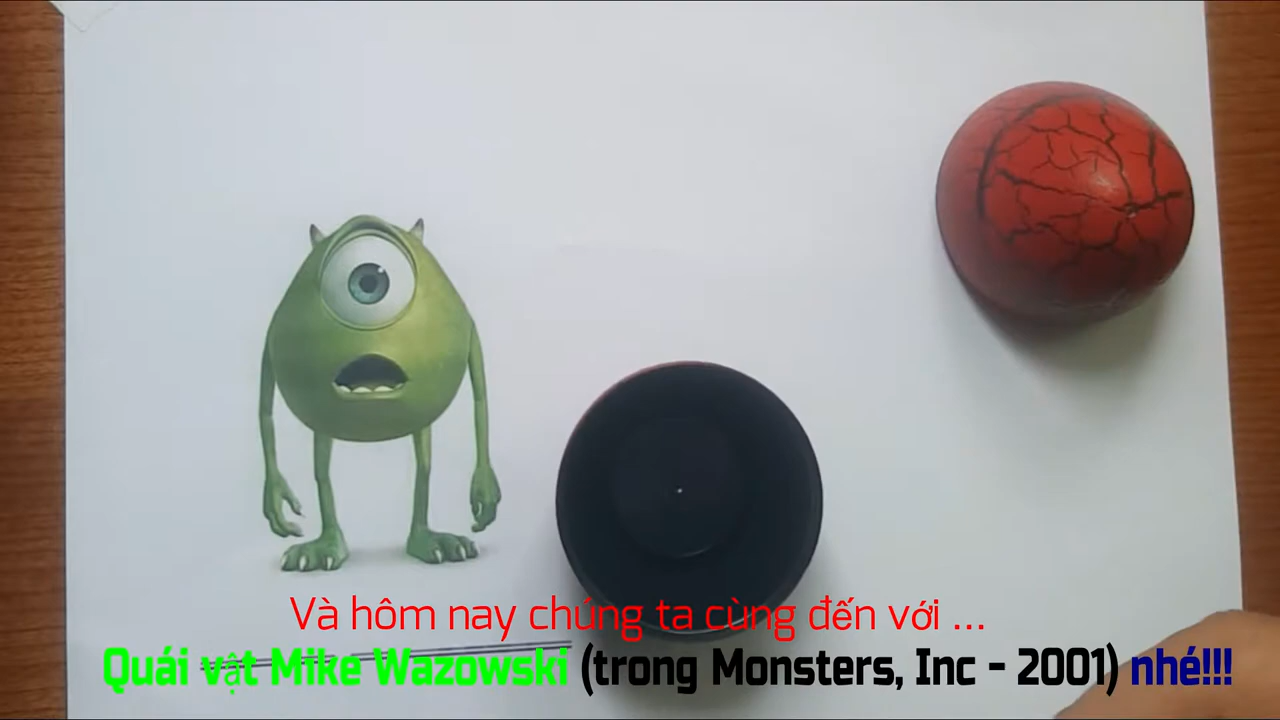 Và hôm nay chúng ta cùng đến với ...
Quái vật Mike Wazowski (trong Monsters, Inc - 2001) nhé!!!